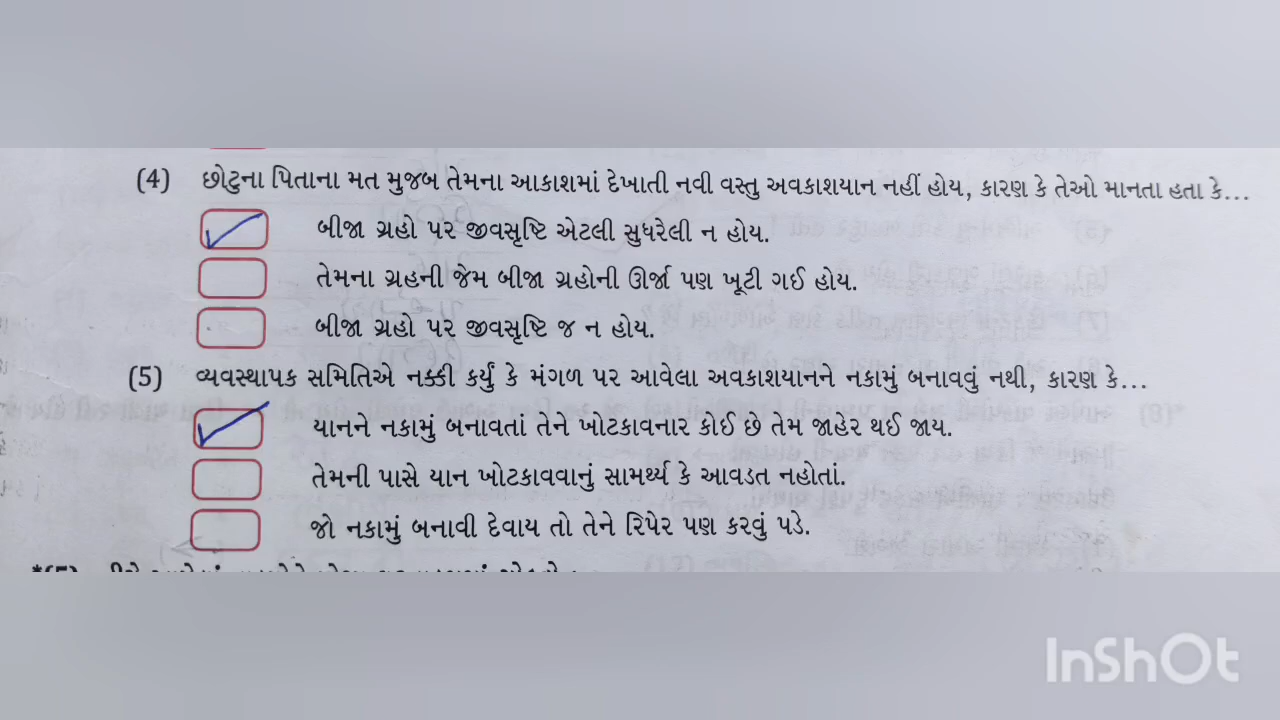 (4) છોટુના પિતાના મત મુજબ તેમના આકાશમાં દેખાતી નવી વસ્તુ અવકાશયાન નહીં હોય, કારણ કે તેઓ માનતા હતા કે...
બીજા ગ્રહો પર જીવસૃષ્ટિ એટલી સુધરેલી ન હોય.
તેમના ગ્રહની જેમ બીજા ગ્રહોની ઊર્જા પણ ખૂટી ગઈ હોય.
બીજા ગ્રહો પર જીવસૃષ્ટિ જ ન હોય.
(5) વ્યવસ્થાપક સમિતિએ નક્કી કર્યું કે મંગળ પર આવેલા અવકાશયાનને નકામું બનાવવું નથી, કારણ કે...
યાનને નકામું બનાવતાં તેને ખોટકાવનાર કોઈ છે તેમ જાહેર થઈ જાય.
તેમની પાસે યાન ખોટકાવવાનું સામર્થ્ય કે આવડત નહોતાં.
જો નકામું બનાવી દેવાય તો તેને રિપેર પણ કરવું પડે.
InShOt